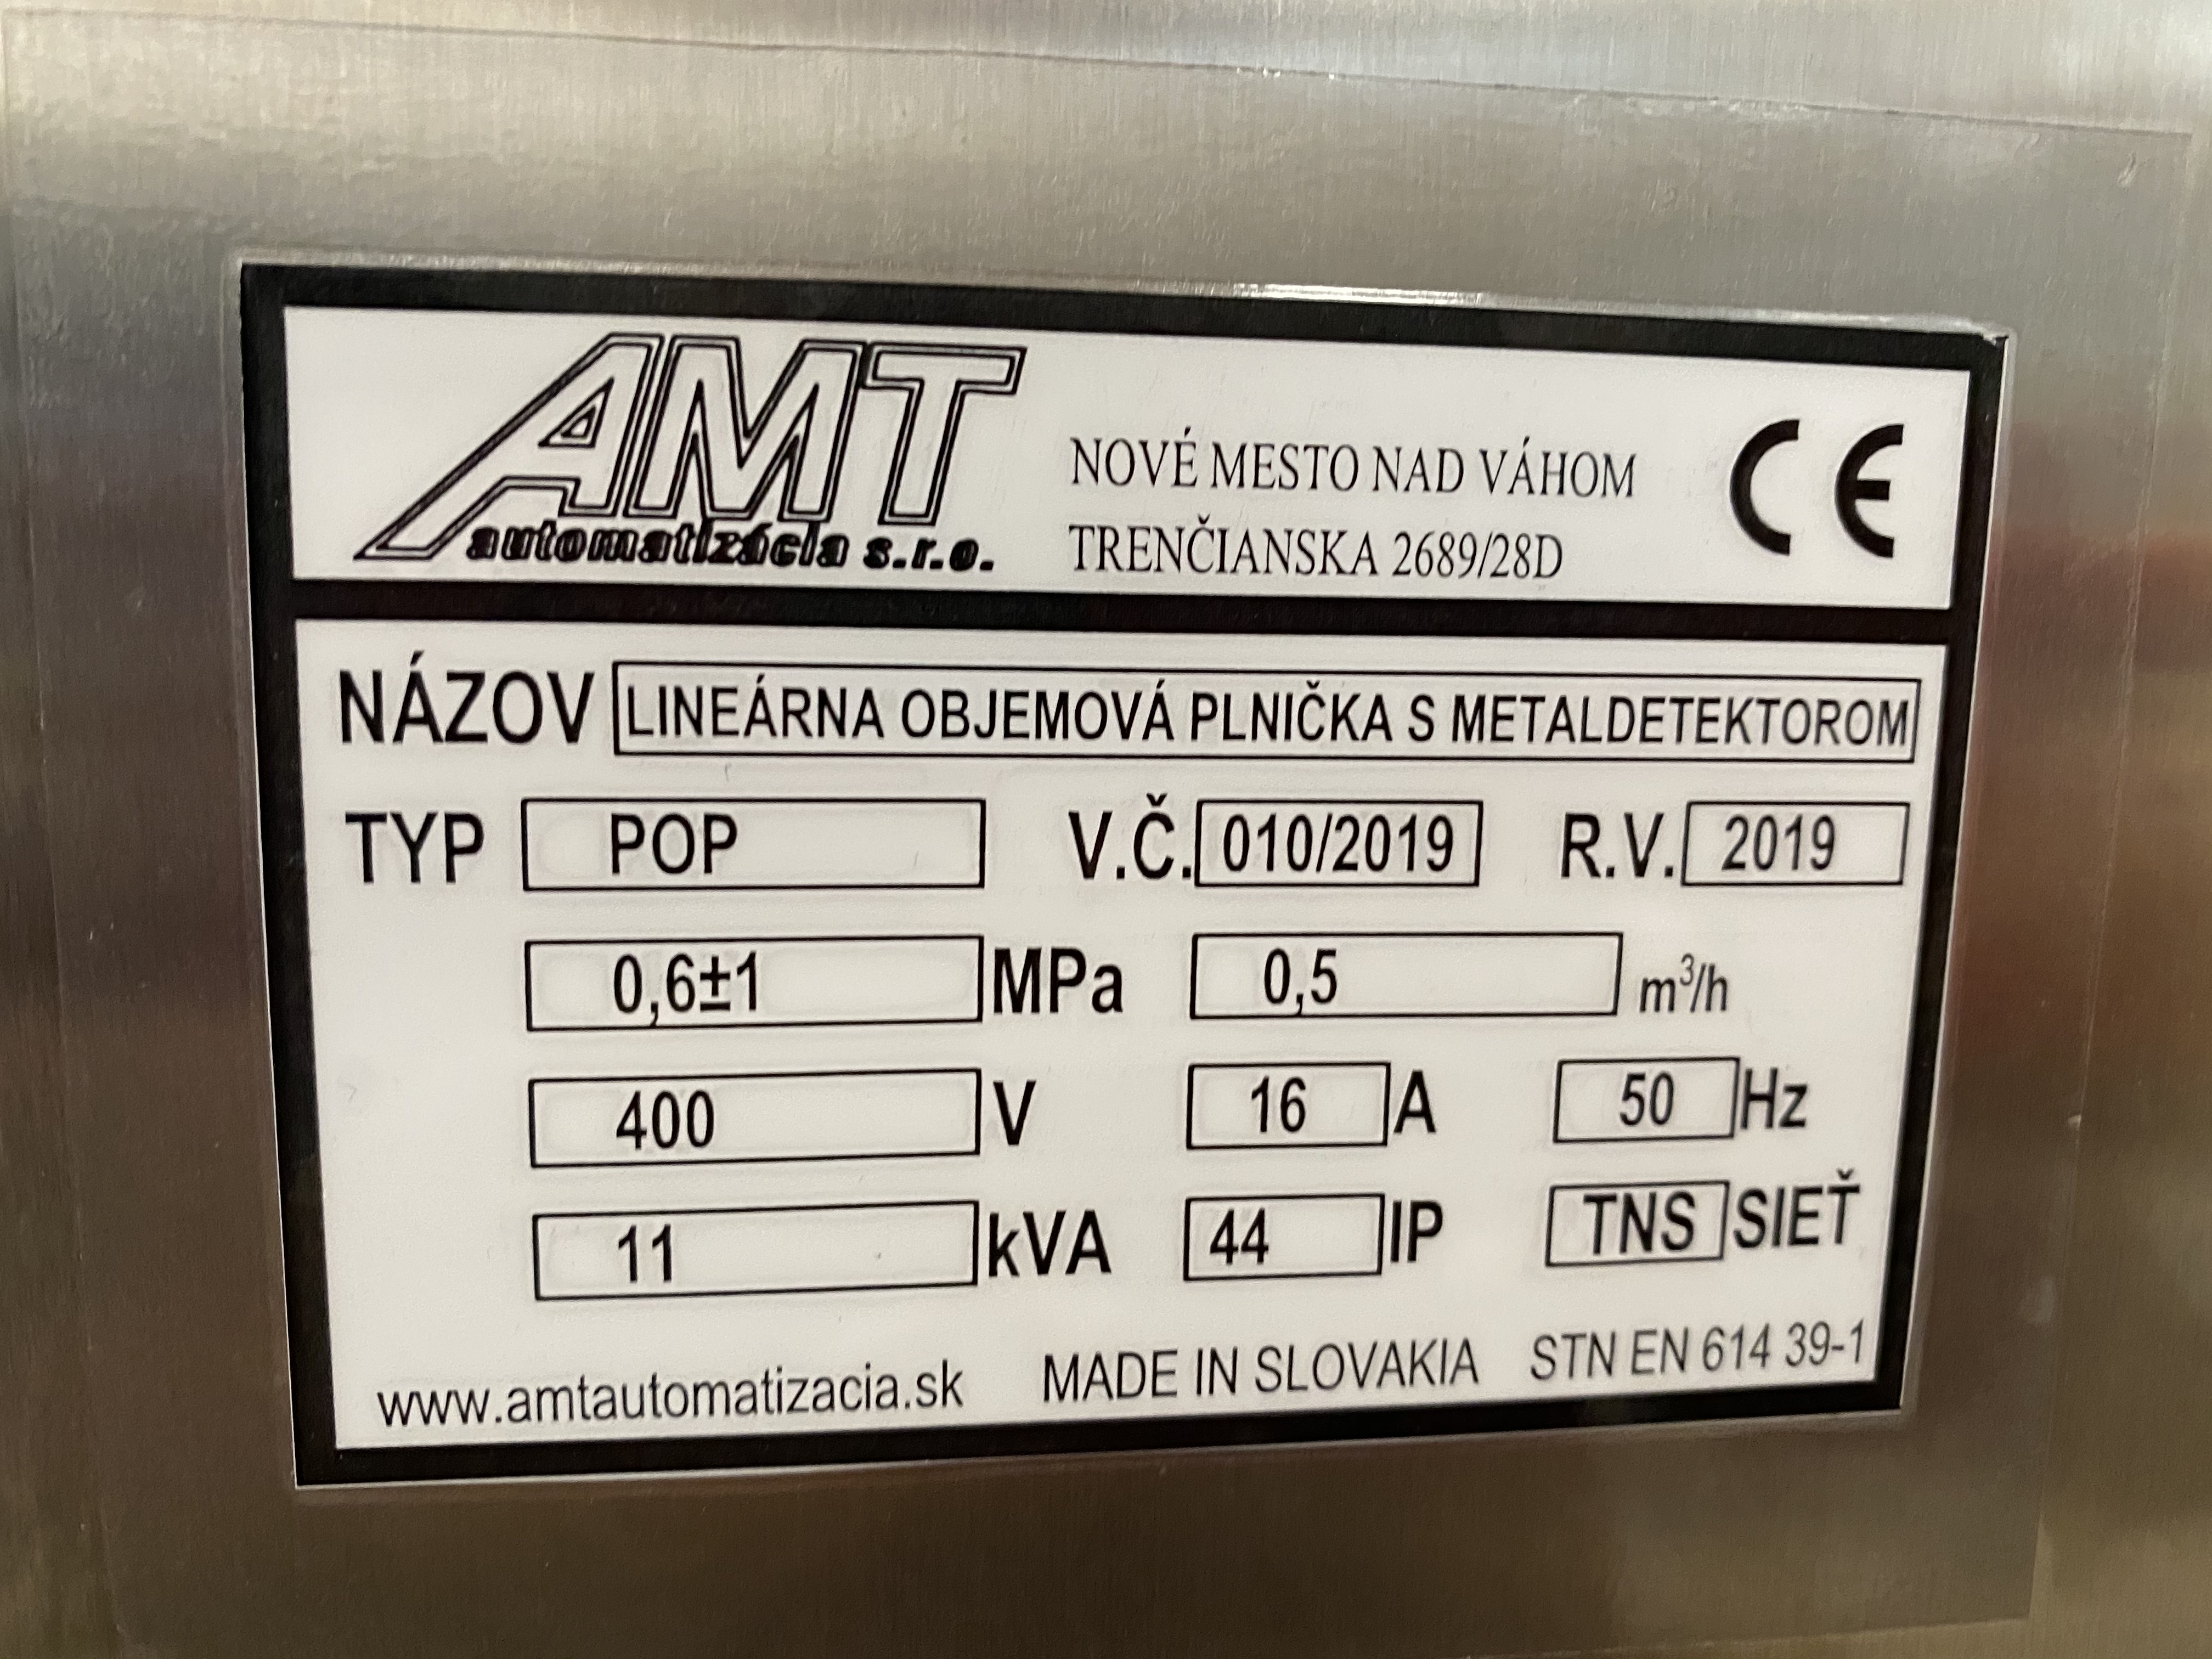 AMT
automatizácia s.r.o.
NOVÉ MESTO NAD VÁHOM
TRENČIANSKA 2689/28D
CE
NÁZOV LINEÁRNA OBJEMOVÁ PLNIČKA S METALDETEKTOROM
TYP POP V.Č. 010/2019 R.V. 2019
0,6±1 MPa 0,5 m³/h
400 V 16 A 50 Hz
11 kVA 44 IP TNS SIEŤ
www.amtautomatizacia.sk MADE IN SLOVAKIA STN EN 614 39-1